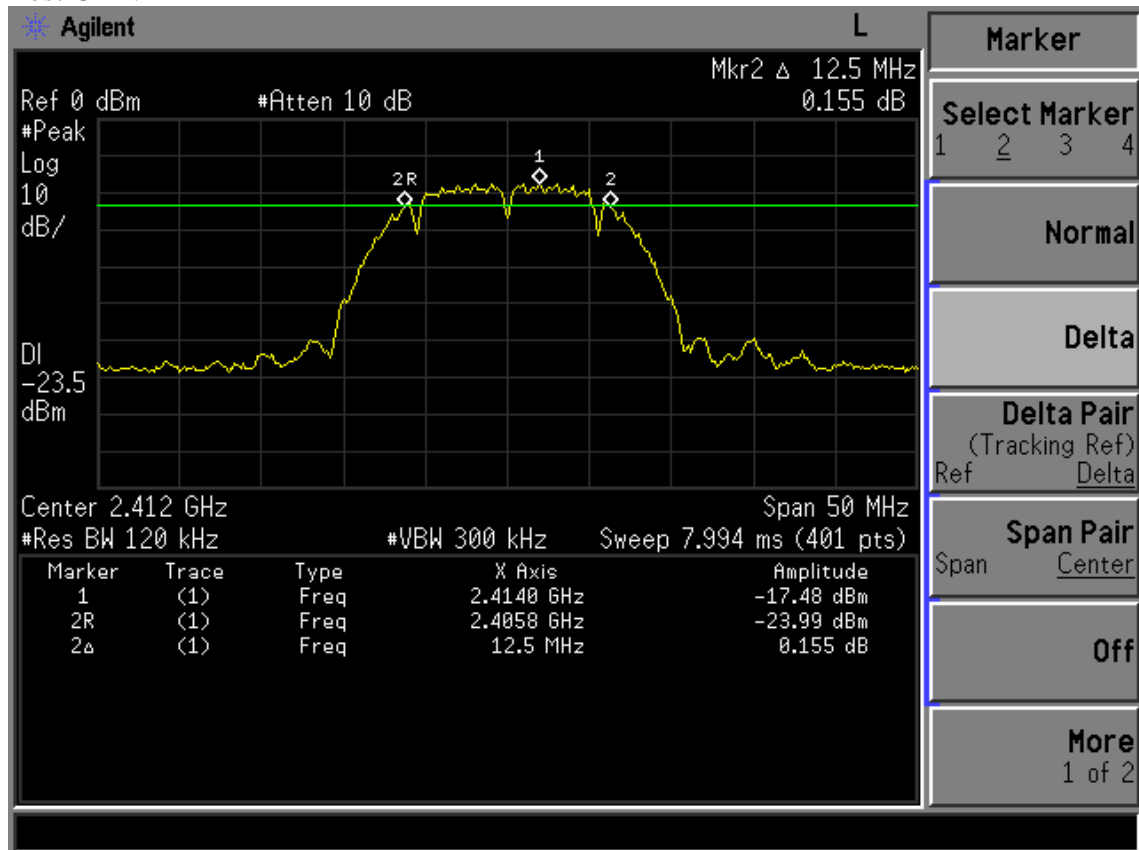 Agilent L
Marker
Mkr2 Δ 12.5 MHz
Ref 0 dBm #Atten 10 dB 0.155 dB
#Peak
Log
10
dB/
1
2R
2
DI
-23.5
dBm
Center 2.412 GHz Span 50 MHz
#Res BW 120 kHz #VBW 300 kHz Sweep 7.994 ms (401 pts)
Marker Trace Type X Axis Amplitude
1 (1) Freq 2.4140 GHz -17.48 dBm
2R (1) Freq 2.4058 GHz -23.99 dBm
2Δ (1) Freq 12.5 MHz 0.155 dB
Select Marker
1 2 3 4
Normal
Delta
Delta Pair
(Tracking Ref)
Ref Delta
Span Pair
Span Center
Off
More
1 of 2